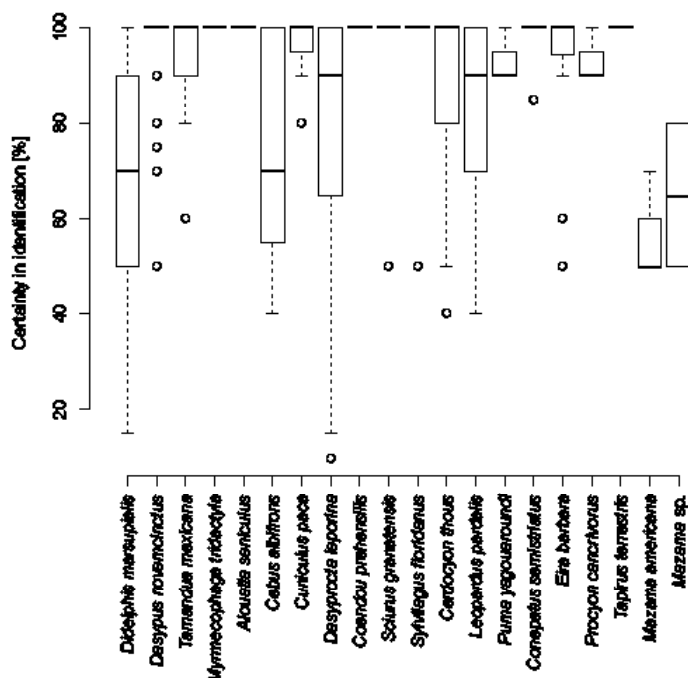 Certainty in identification [%]
100
80
60
40
20
Didelphis marsupialis
Dasypus novemcinctus
Tamandua mexicana
Myrmecophaga tridactyla
Alouatta seniculus
Cebus albifrons
Cuniculus paca
Dasyprocta leporina
Coendou prehensilis
Sciurus granatensis
Sylvilagus floridanus
Cerdocyon thous
Leopardus pardalis
Puma yagouaroundi
Conepatus semistriatus
Eira barbara
Procyon cancrivorus
Tapirus terrestris
Mazama americana
Mazama sp.